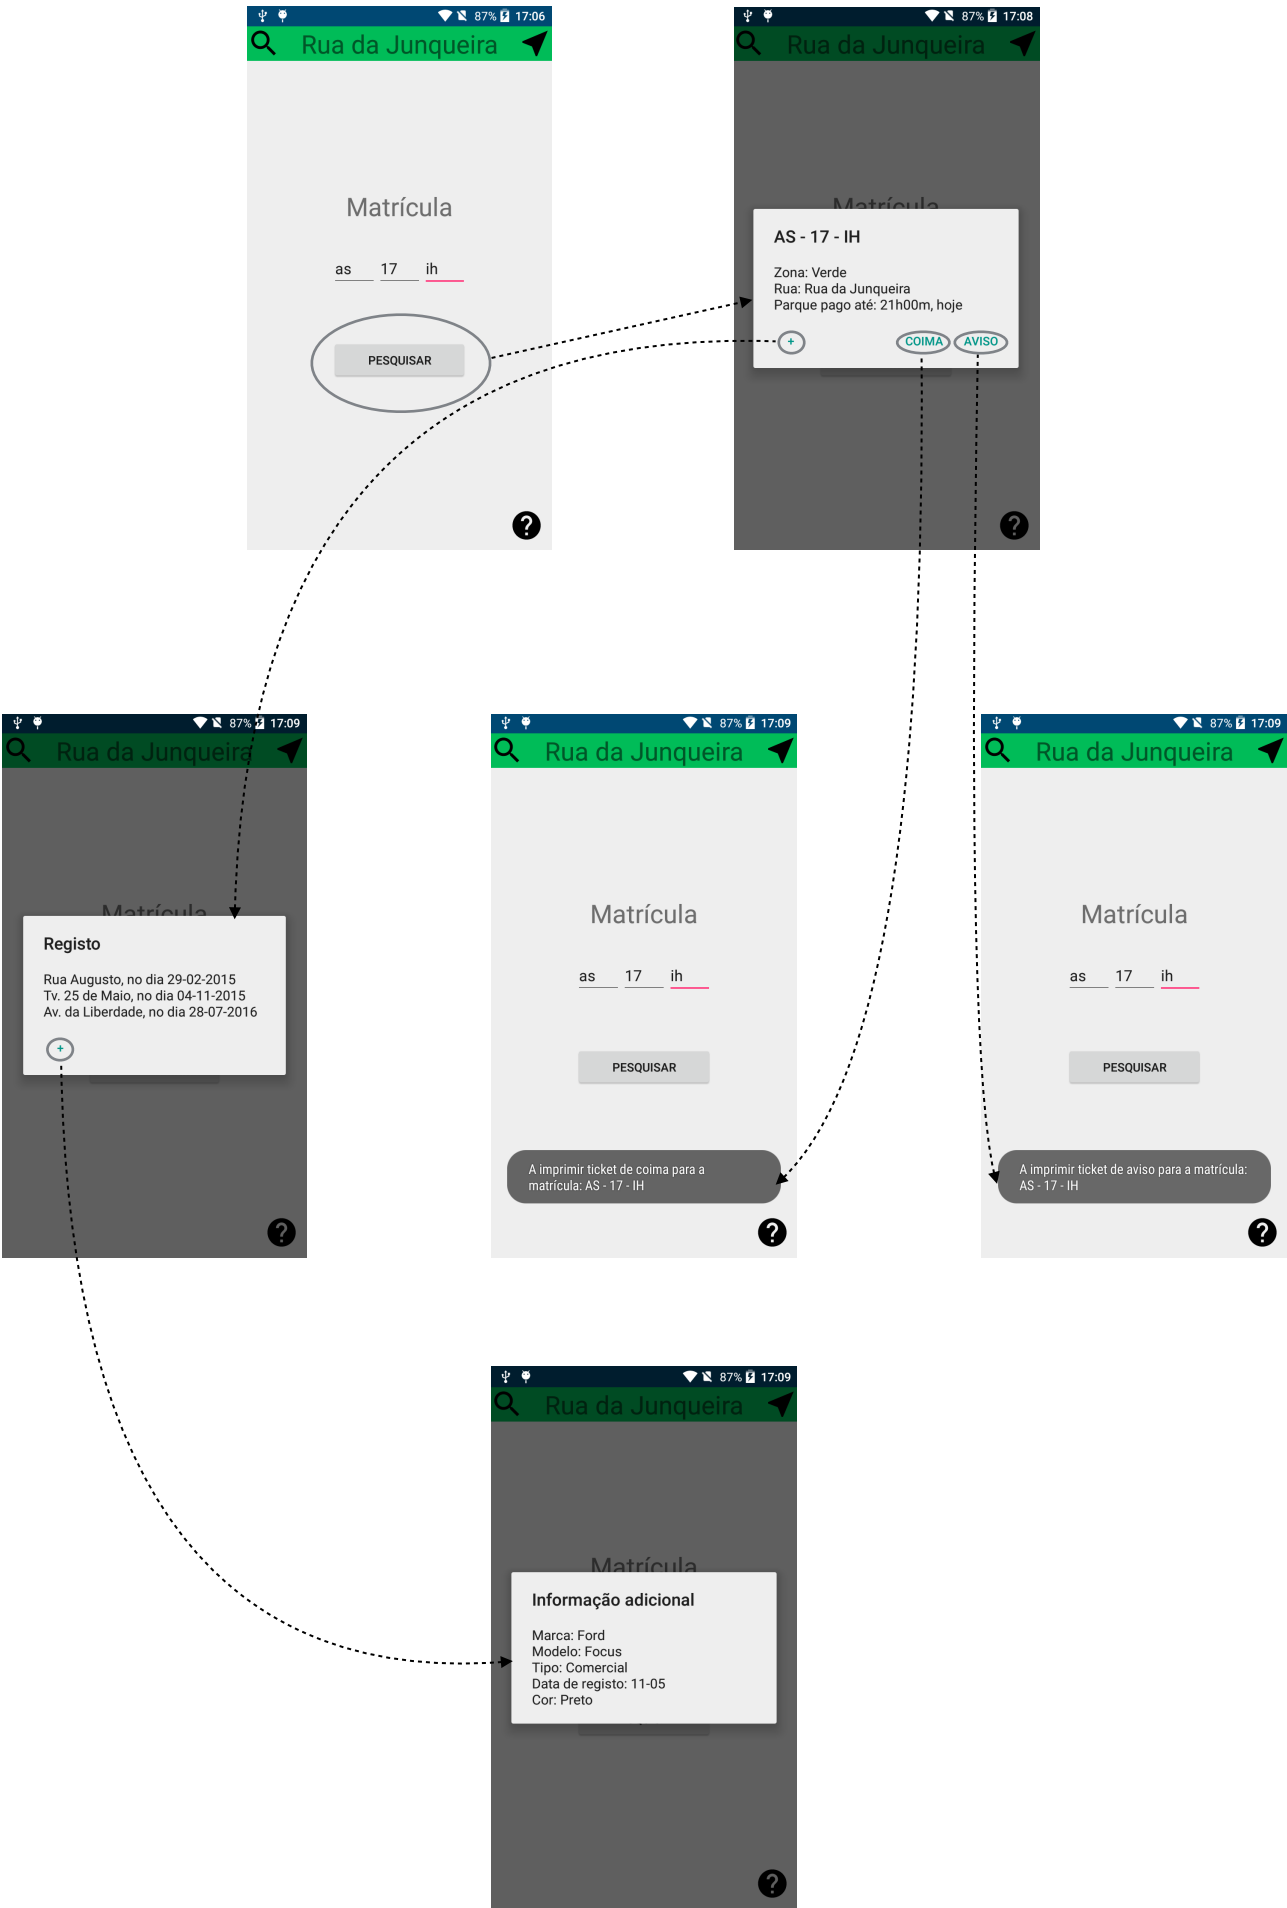 87% 17:06
Rua da Junqueira
Matrícula
as 17 ih
PESQUISAR
?
87% 17:08
Rua da Junqueira
Matrícula
AS - 17 - IH
Zona: Verde
Rua: Rua da Junqueira
Parque pago até: 21h00m, hoje
+ COIMA AVISO
?
87% 17:09
Rua da Junqueira
Matrícula
Registo
Rua Augusto, no dia 29-02-2015
Tv. 25 de Maio, no dia 04-11-2015
Av. da Liberdade, no dia 28-07-2016
+
?
87% 17:09
Rua da Junqueira
Matrícula
as 17 ih
PESQUISAR
A imprimir ticket de coima para a
matrícula: AS - 17 - IH
?
87% 17:09
Rua da Junqueira
Matrícula
as 17 ih
PESQUISAR
A imprimir ticket de aviso para a matrícula:
AS - 17 - IH
?
87% 17:09
Rua da Junqueira
Matrícula
Informação adicional
Marca: Ford
Modelo: Focus
Tipo: Comercial
Data de registo: 11-05
Cor: Preto
?